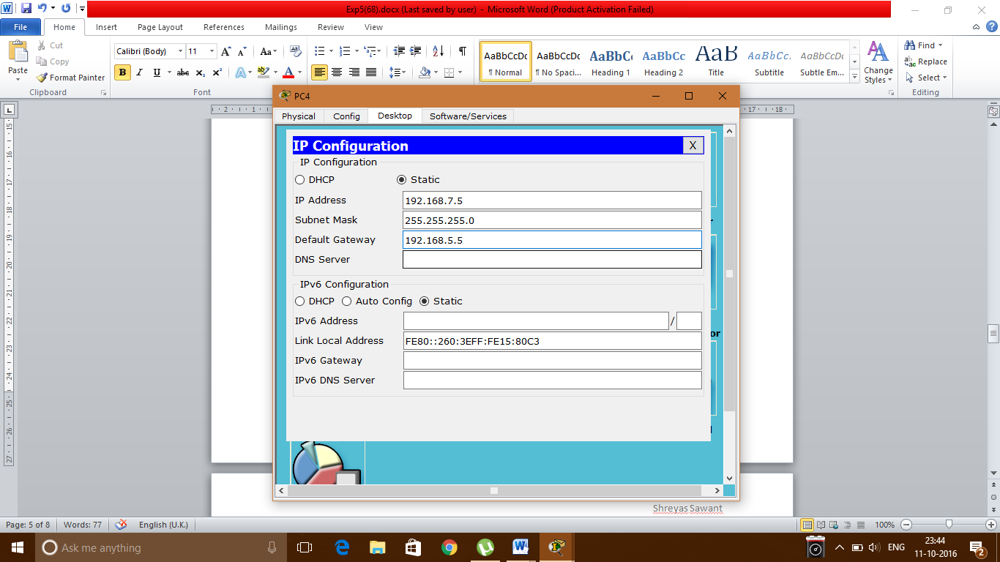 Exp5(68).docx (Last saved by user) - Microsoft Word (Product Activation Failed)
File Home Insert Page Layout References Mailings Review View
Paste
Cut
Copy
Format Painter
Clipboard
Calibri (Body) 11
Font
AaBbCcDc AaBbCcDc AaBbCc AaBbCc AaB AaBbCc. AaBbCcDc
¶ Normal ¶ No Spaci... Heading 1 Heading 2 Title Subtitle Subtle Em...
Change
Styles
Find
Replace
Select
Editing
PC4
Physical Config Desktop Software/Services
IP Configuration X
IP Configuration
DHCP Static
IP Address 192.168.7.5
Subnet Mask 255.255.255.0
Default Gateway 192.168.5.5
DNS Server
IPv6 Configuration
DHCP Auto Config Static
IPv6 Address /
Link Local Address FE80::260:3EFF:FE15:80C3
IPv6 Gateway
IPv6 DNS Server
Shreyas Sawant
Page: 5 of 8 Words: 77 English (U.K.) 100%
Ask me anything
ENG 23:44
11-10-2016
2